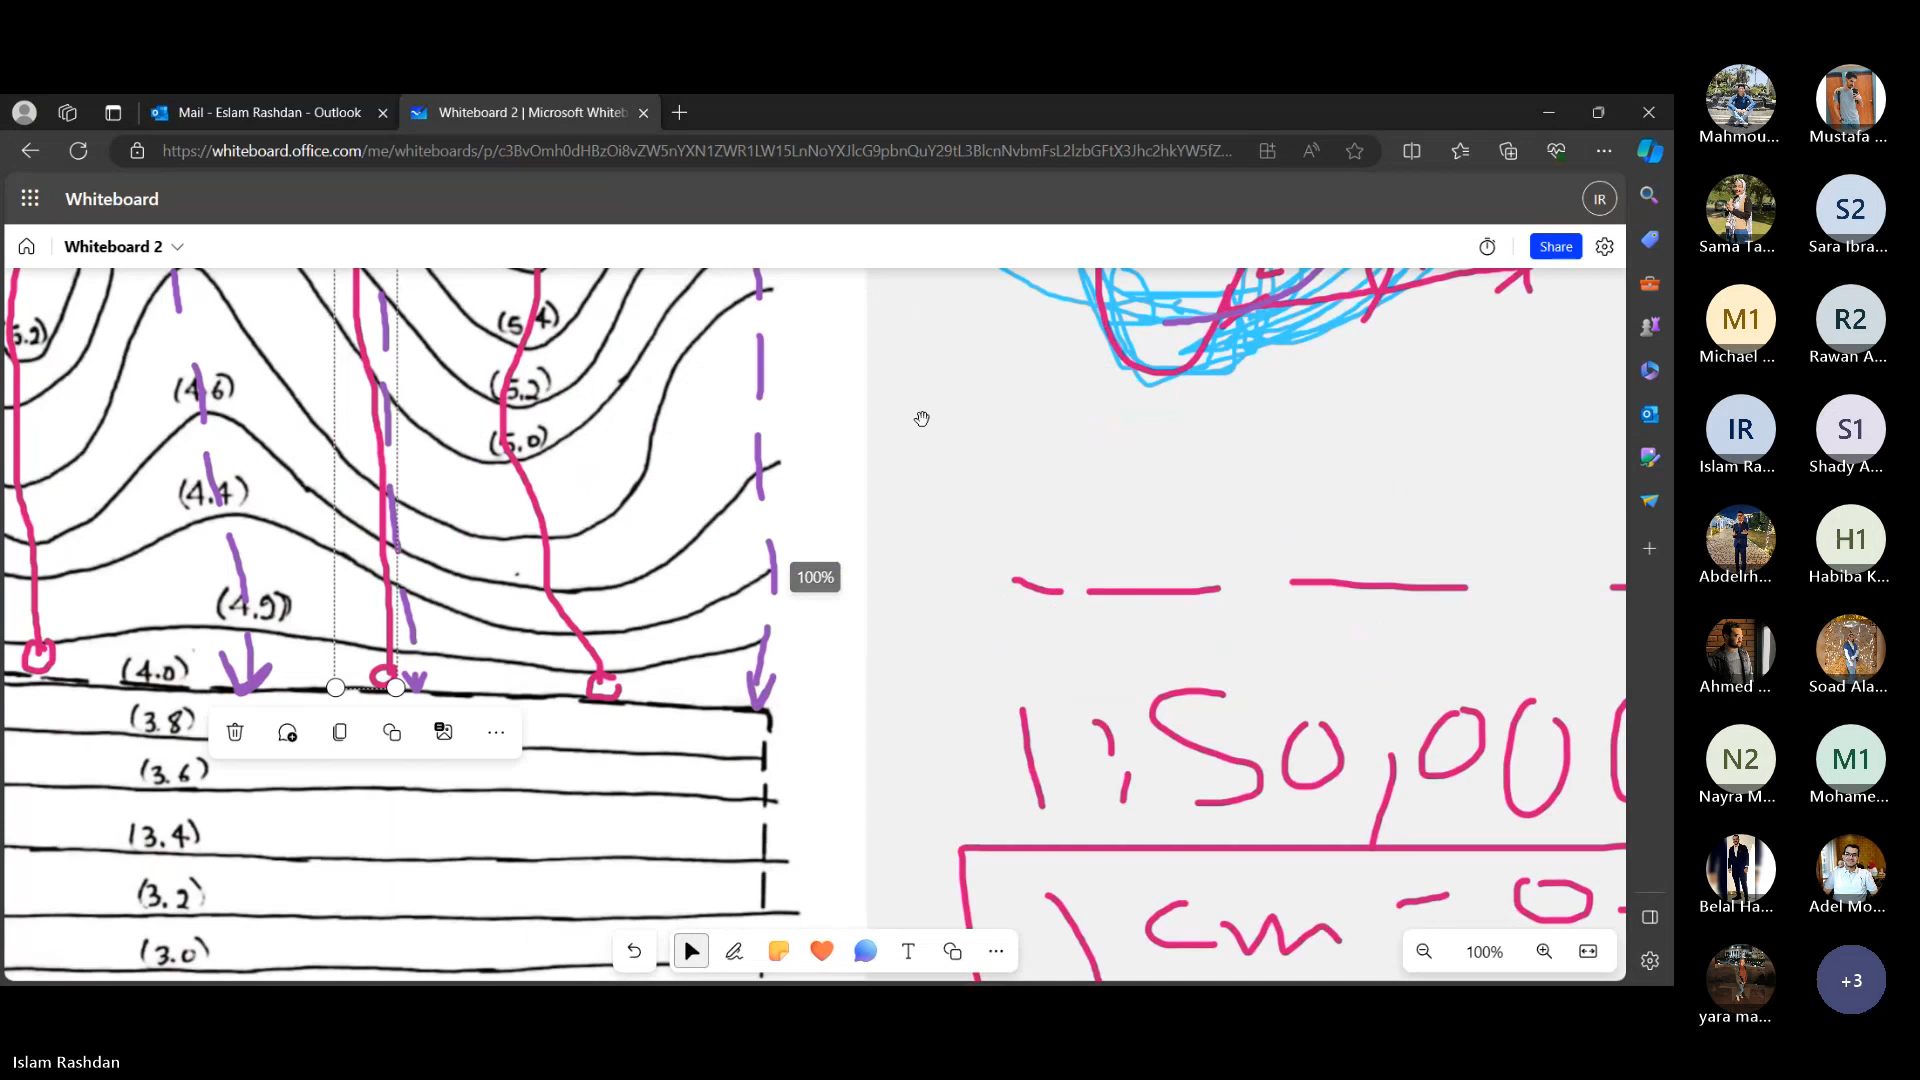 Mail - Eslam Rashdan - Outlook
Whiteboard 2 | Microsoft Whiteb
https://whiteboard.office.com/me/whiteboards/p/c3BvOmh0dHBzOi8vZW5nYXN1ZWR1LW15LnNoYXJlcG9pbnQuY29tL3BlcnNvbmFsL2lzbGFtX3Jhc2hkYW5fZ...
Whiteboard
IR
Whiteboard 2
Share
(5.4)
5.2)
(4.6)
(5.2)
(5.0)
(4.4)
100%
(4.9)
(4.0)
(3.8)
1:50,000
(3.6)
(3.4)
(3.2)
1 cm = 0.
(3.0)
100%
Mahmou...
Mustafa ...
Sama Ta...
S2
Sara Ibra...
M1
Michael ...
R2
Rawan A...
IR
Islam Ra...
S1
Shady A...
Abdelrh...
H1
Habiba K...
Ahmed ...
Soad Ala...
N2
Nayra M...
M1
Mohame...
Belal Ha...
Adel Mo...
yara ma...
+3
Islam Rashdan